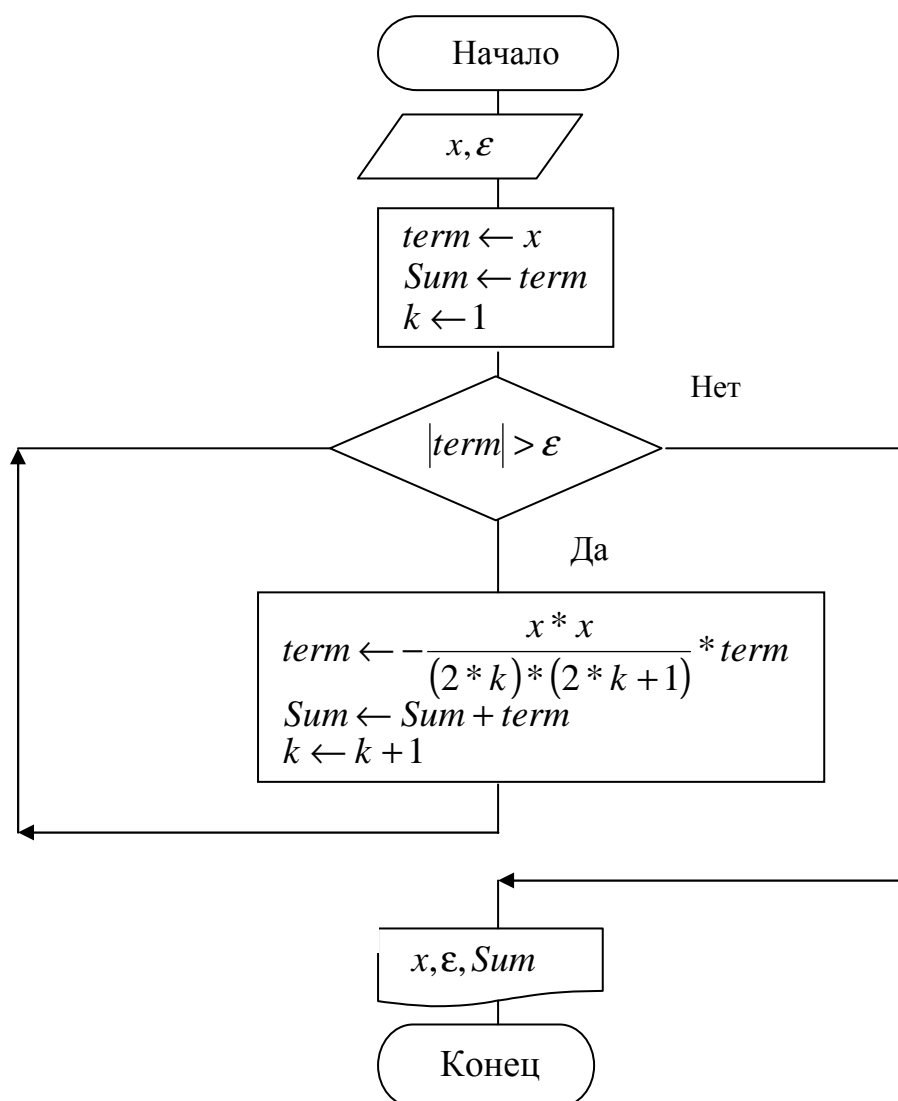 Начало
x, ε
term ← x
Sum ← term
k ← 1
Нет
|term| > ε
Да
term ← − x * x / (2 * k) * (2 * k + 1) * term
Sum ← Sum + term
k ← k + 1
x, ε, Sum
Конец